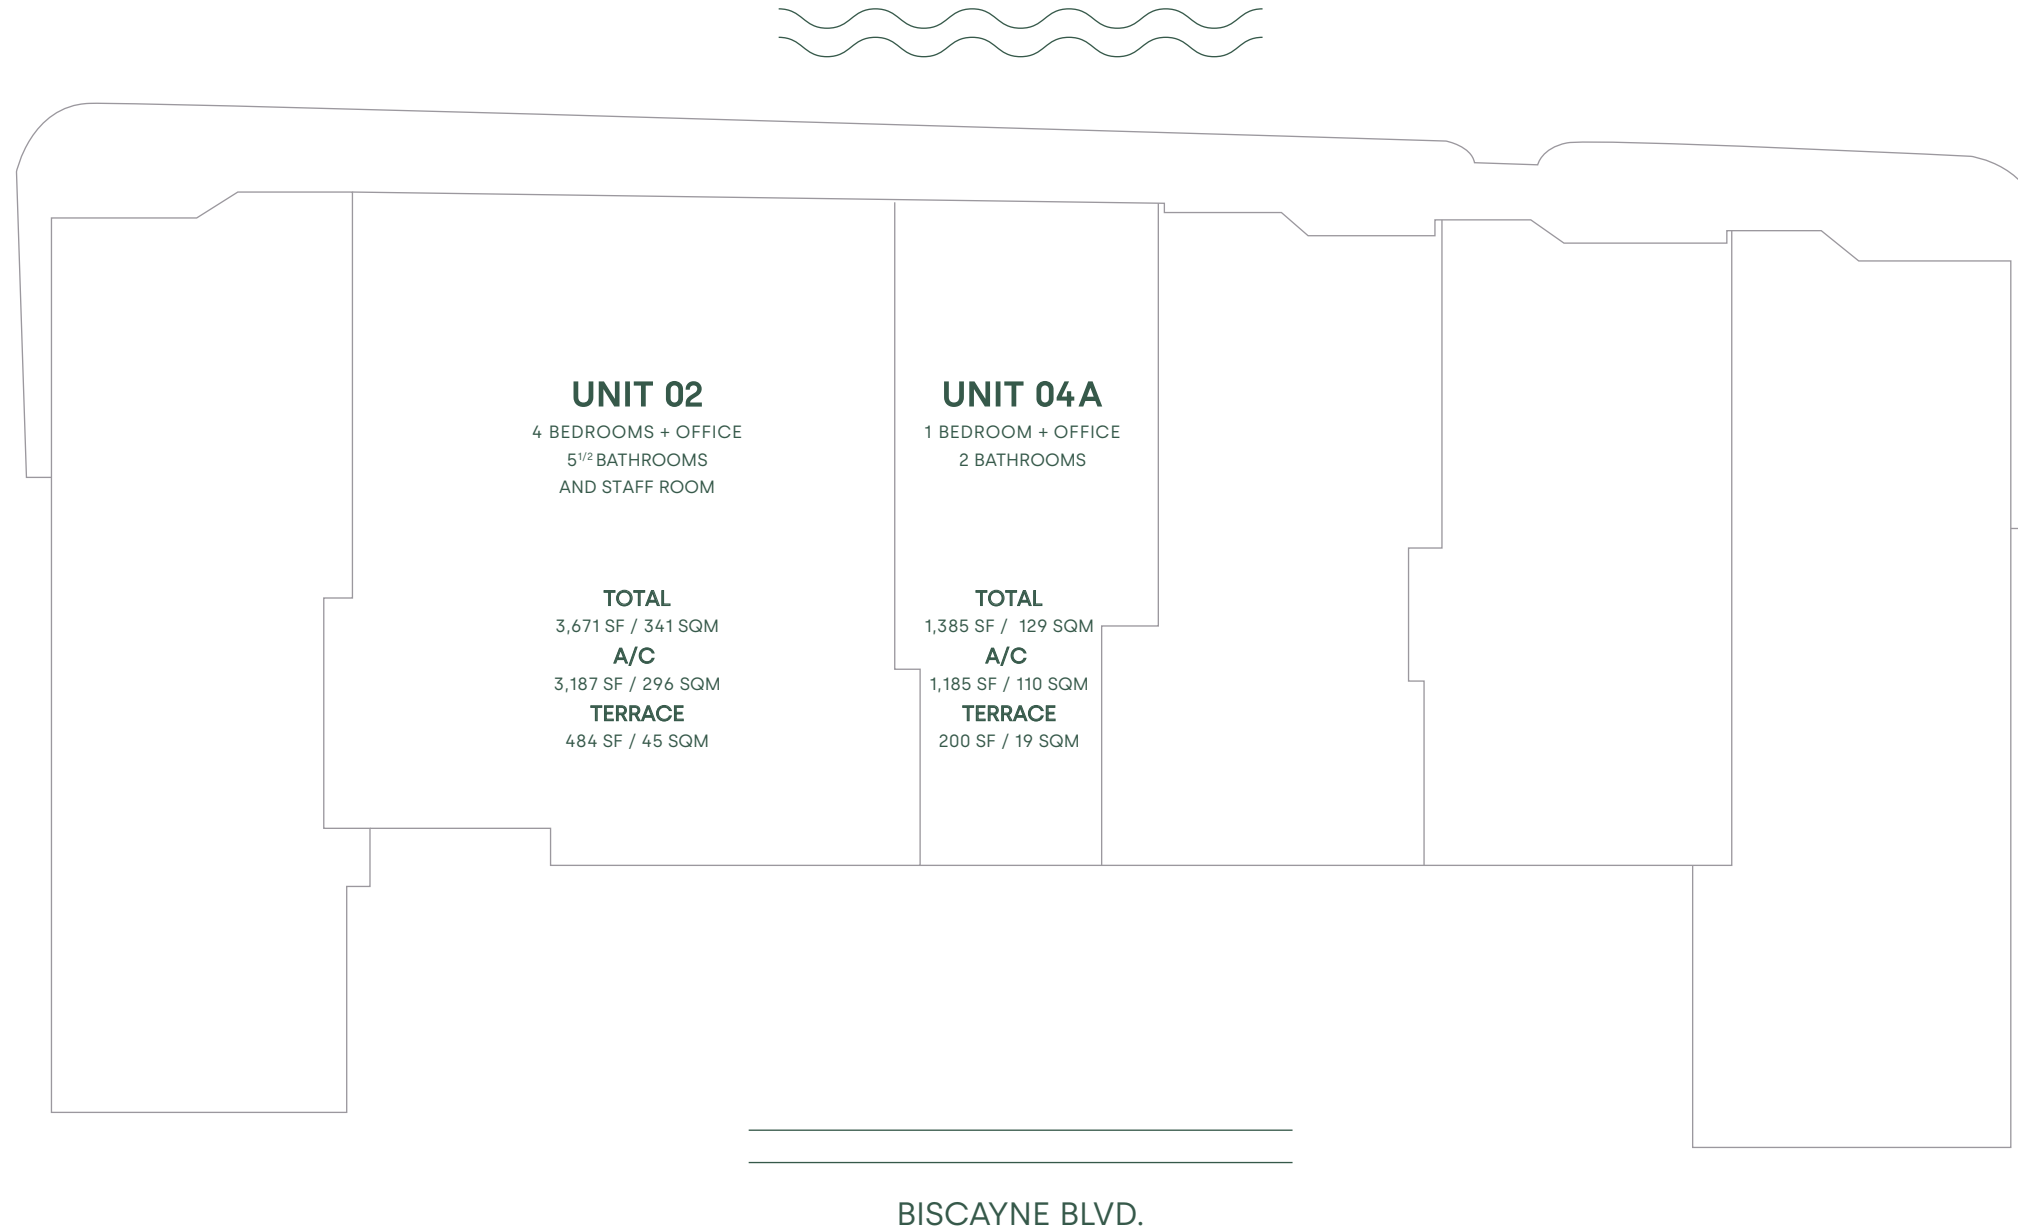 UNIT 02
4 BEDROOMS + OFFICE
5 1/2 BATHROOMS
AND STAFF ROOM
TOTAL
3,671 SF / 341 SQM
A/C
3,187 SF / 296 SQM
TERRACE
484 SF / 45 SQM
UNIT 04A
1 BEDROOM + OFFICE
2 BATHROOMS
TOTAL
1,385 SF / 129 SQM
A/C
1,185 SF / 110 SQM
TERRACE
200 SF / 19 SQM
BISCAYNE BLVD.